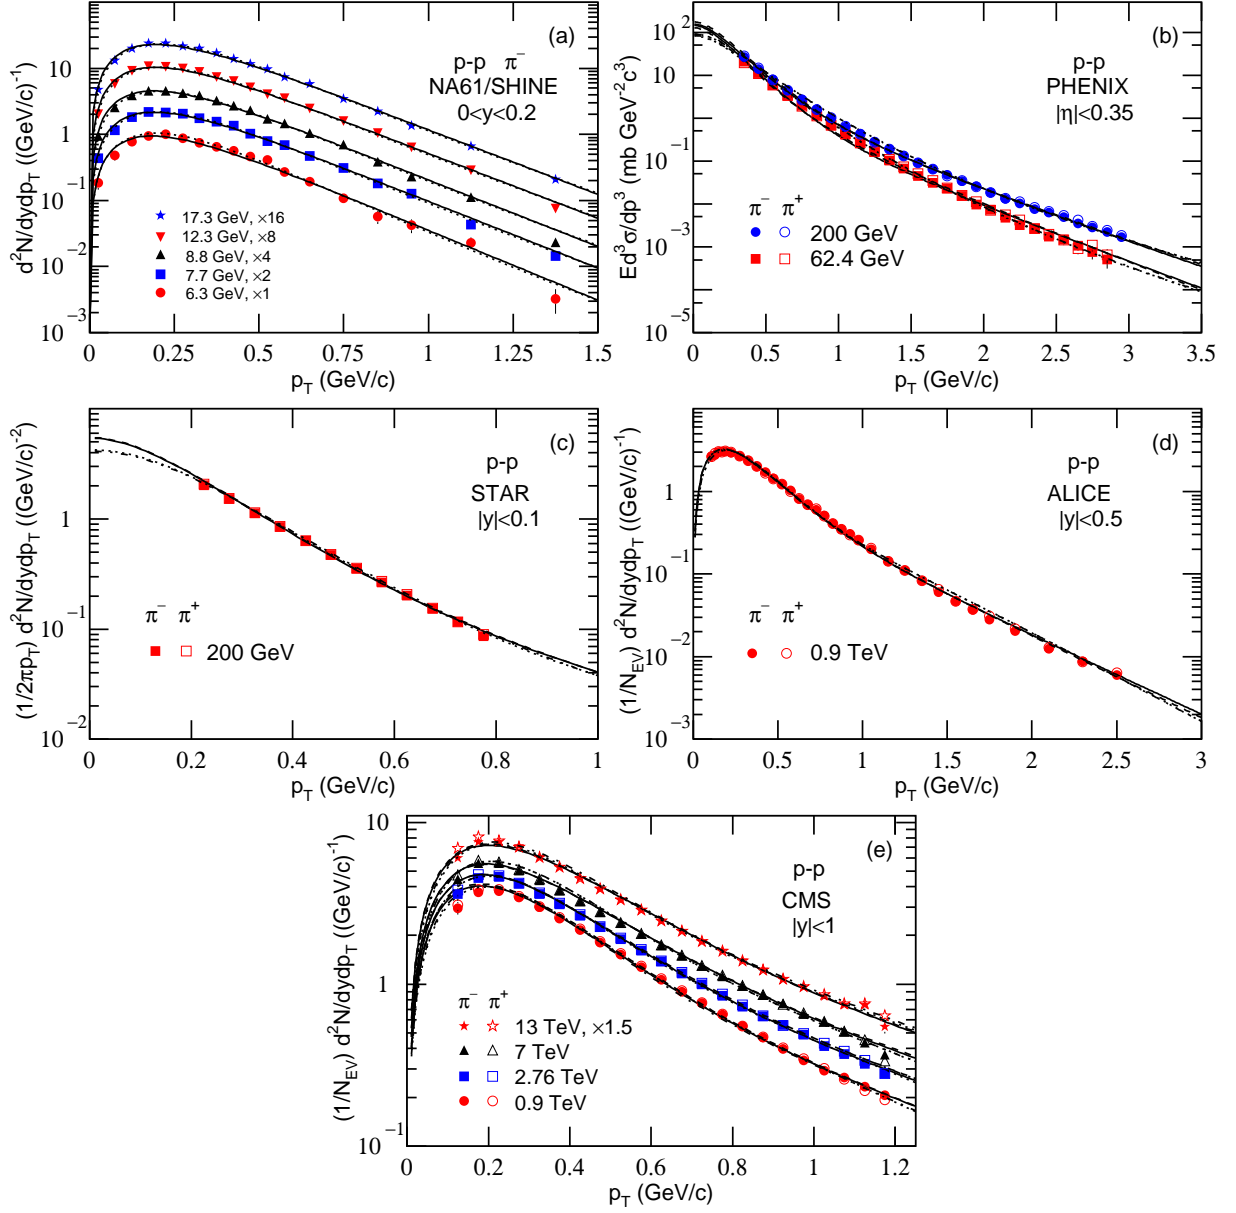 (a)
p-p π⁻
NA61/SHINE
0<y<0.2
17.3 GeV, ×16
12.3 GeV, ×8
8.8 GeV, ×4
7.7 GeV, ×2
6.3 GeV, ×1
d²N/dydp_T ((GeV/c)⁻¹)
10
1
10⁻¹
10⁻²
10⁻³
0 0.25 0.5 0.75 1 1.25 1.5
p_T (GeV/c)
(b)
p-p
PHENIX
|η|<0.35
π⁻ π⁺
200 GeV
62.4 GeV
Ed³σ/dp³ (mb GeV⁻²c³)
10²
10
10⁻¹
10⁻³
10⁻⁵
0 0.5 1 1.5 2 2.5 3 3.5
p_T (GeV/c)
(c)
p-p
STAR
|y|<0.1
π⁻ π⁺
200 GeV
(1/2πp_T) d²N/dydp_T ((GeV/c)⁻²)
1
10⁻¹
10⁻²
0 0.2 0.4 0.6 0.8 1
p_T (GeV/c)
(d)
p-p
ALICE
|y|<0.5
π⁻ π⁺
0.9 TeV
(1/N_EV) d²N/dydp_T ((GeV/c)⁻¹)
1
10⁻¹
10⁻²
10⁻³
0 0.5 1 1.5 2 2.5 3
p_T (GeV/c)
(e)
p-p
CMS
|y|<1
π⁻ π⁺
13 TeV, ×1.5
7 TeV
2.76 TeV
0.9 TeV
(1/N_EV) d²N/dydp_T ((GeV/c)⁻¹)
10
1
10⁻¹
0 0.2 0.4 0.6 0.8 1 1.2
p_T (GeV/c)